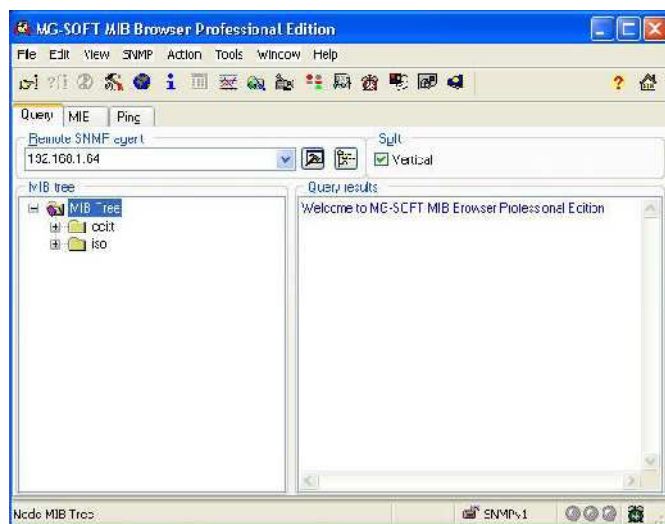 MG-SOFT MIB Browser Professional Edition
File Edit View SNMP Action Tools Window Help
Query MIB Ping
Remote SNMP agent
192.168.1.64
Split
Vertical
MIB tree
MIB Tree
ccitt
iso
Query results
Welcome to MG-SOFT MIB Browser Professional Edition
Node MIB Tree
SNMPv1